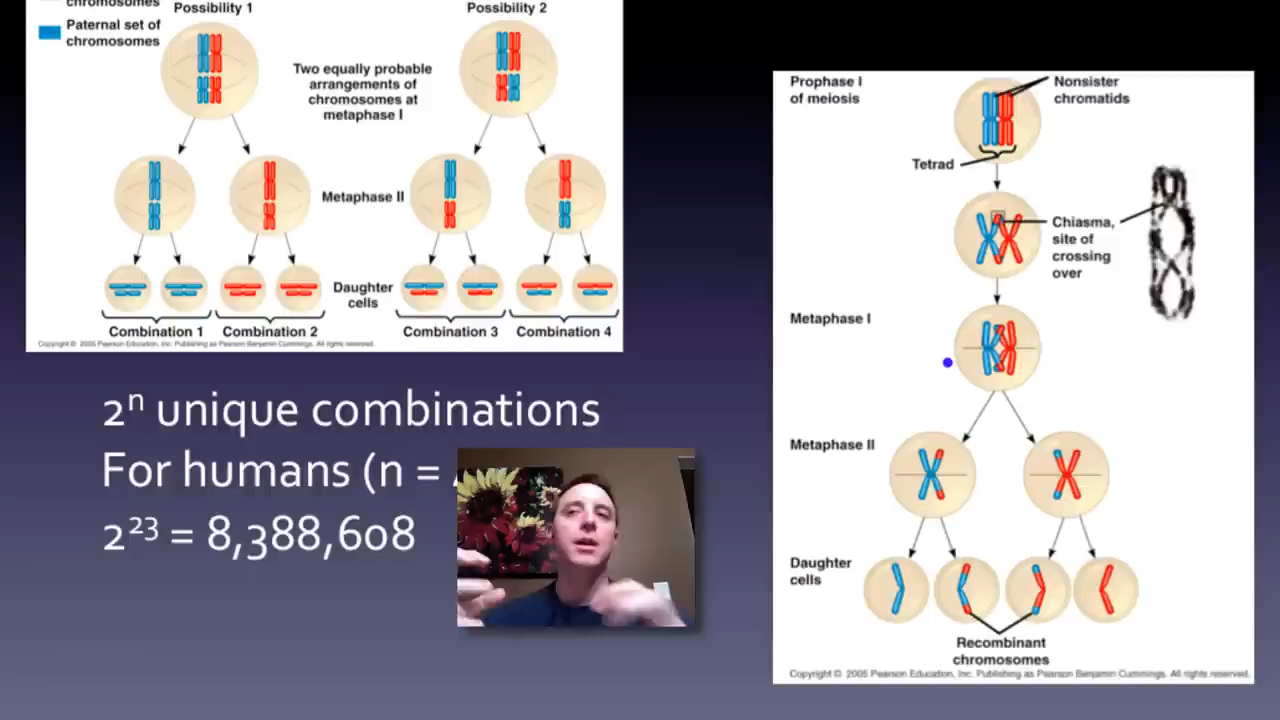 chromosomes
Paternal set of
chromosomes
Possibility 1
Two equally probable
arrangements of
chromosomes at
metaphase I
Possibility 2
Metaphase II
Daughter
cells
Combination 1
Combination 2
Combination 3
Combination 4
Copyright © 2005 Pearson Education, Inc. Publishing as Pearson Benjamin Cummings. All rights reserved.
2ⁿ unique combinations
For humans (n =
2²³ = 8,388,608
Prophase I
of meiosis
Nonsister
chromatids
Tetrad
Chiasma,
site of
crossing
over
Metaphase I
Metaphase II
Daughter
cells
Recombinant
chromosomes
Copyright © 2005 Pearson Education, Inc. Publishing as Pearson Benjamin Cummings. All rights reserved.